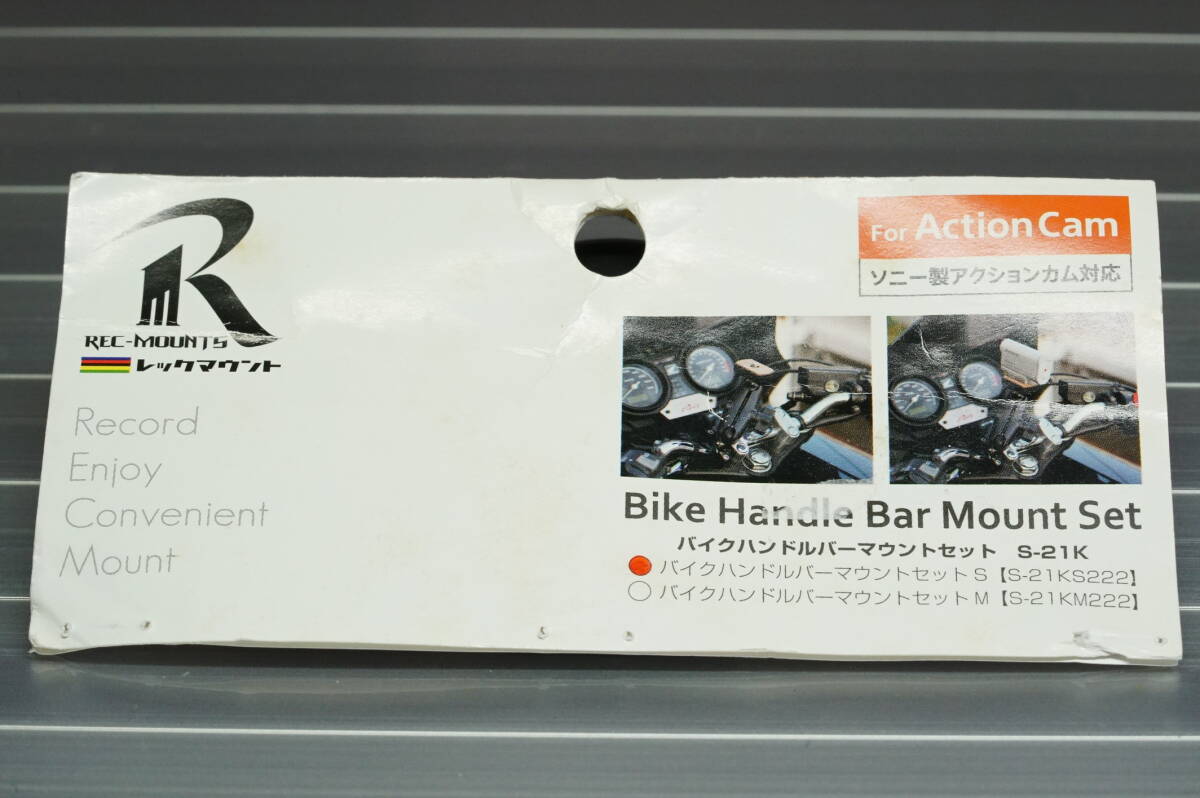 REC-MOUNTS
レックマウント
Record
Enjoy
Convenient
Mount
For Action Cam
ソニー製アクションカム対応
Bike Handle Bar Mount Set
バイクハンドルバーマウントセット S-21K
バイクハンドルバーマウントセット S【S-21KS222】
バイクハンドルバーマウントセット M【S-21KM222】